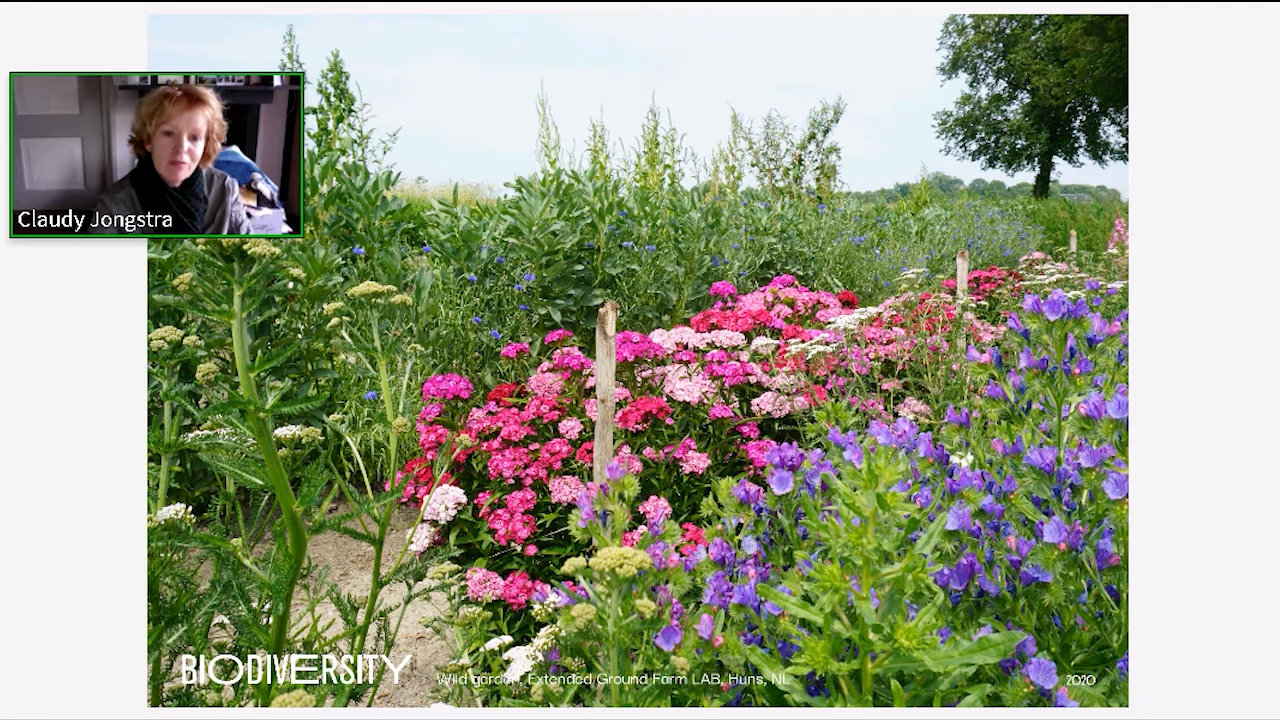 Claudy Jongstra
BIODIVERSITY
Wild garden, Extended Ground Farm LAB, Huns, NL
2020